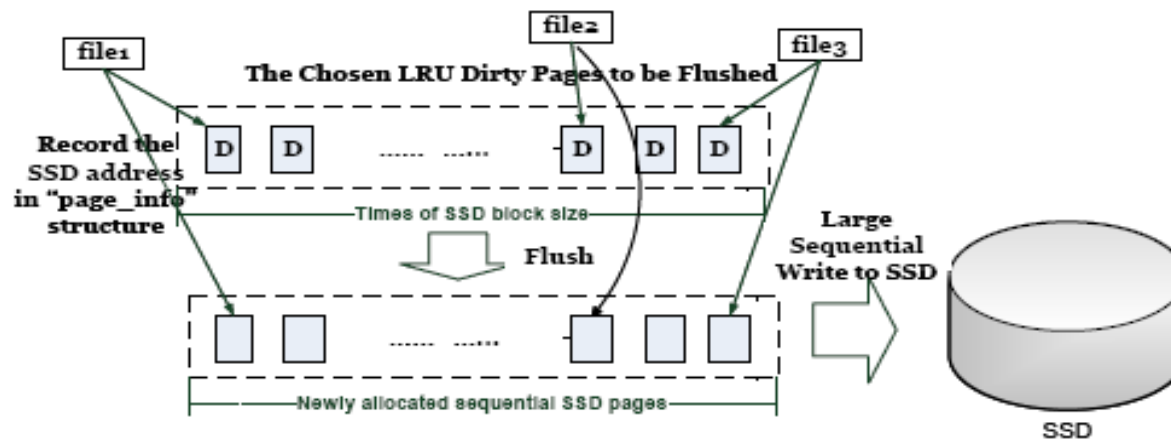 file1
file2
file3
The Chosen LRU Dirty Pages to be Flushed
D D ...... ...... D D D
Record the
SSD address
in "page_info"
structure
Times of SSD block size
Flush
Large
Sequential
Write to SSD
...... ......
Newly allocated sequential SSD pages
SSD